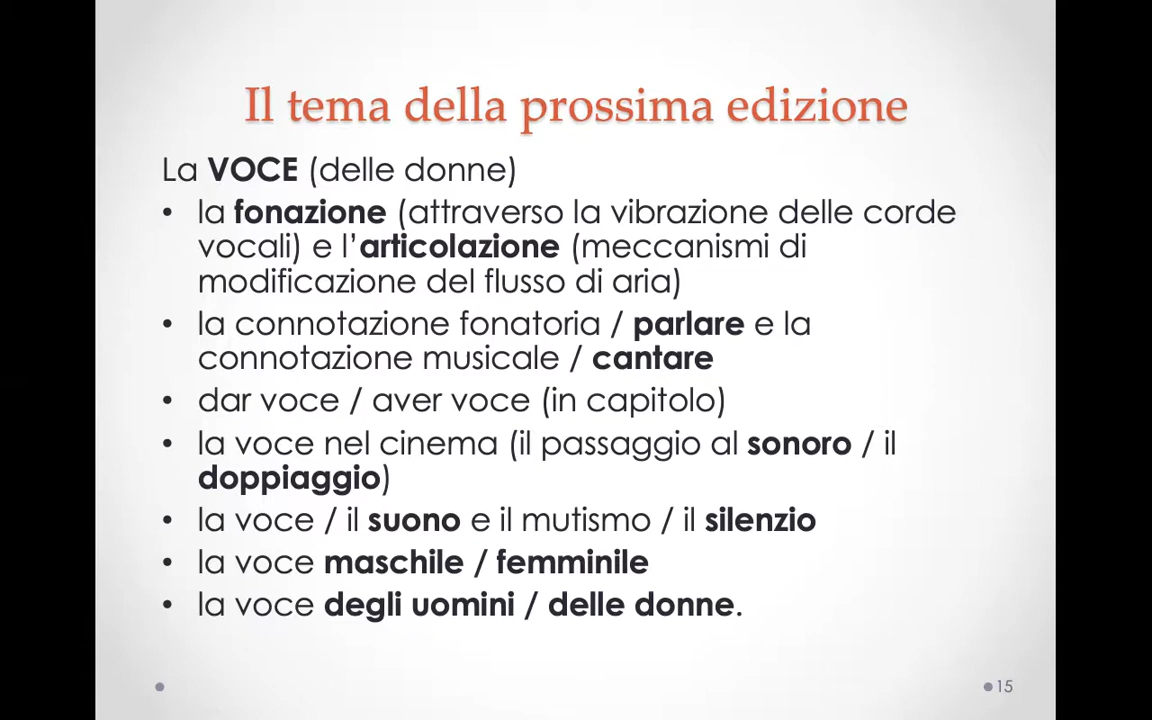 Il tema della prossima edizione
La VOCE (delle donne)
• la fonazione (attraverso la vibrazione delle corde
vocali) e l’articolazione (meccanismi di
modificazione del flusso di aria)
• la connotazione fonatoria / parlare e la
connotazione musicale / cantare
• dar voce / aver voce (in capitolo)
• la voce nel cinema (il passaggio al sonoro / il
doppiaggio)
• la voce / il suono e il mutismo / il silenzio
• la voce maschile / femminile
• la voce degli uomini / delle donne.
15